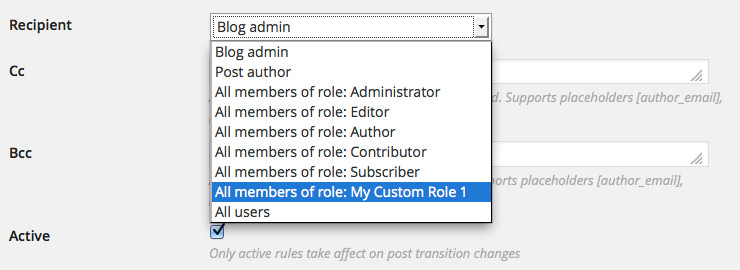 Recipient
Blog admin
Blog admin
Post author
All members of role: Administrator
All members of role: Editor
All members of role: Author
All members of role: Contributor
All members of role: Subscriber
All members of role: My Custom Role 1
All users
Cc
d. Supports placeholders [author_email],
Bcc
ports placeholders [author_email],
Active
Only active rules take affect on post transition changes